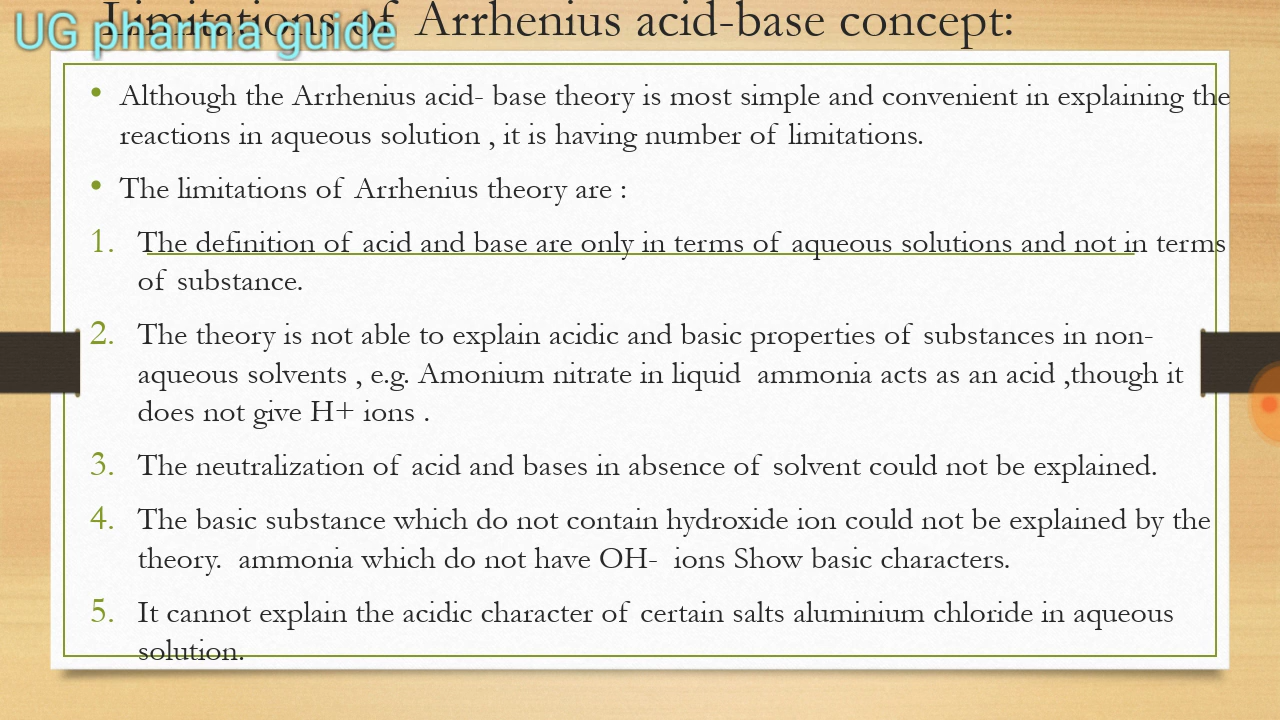 Limitations of Arrhenius acid-base concept:
UG pharma guide
• Although the Arrhenius acid- base theory is most simple and convenient in explaining the
reactions in aqueous solution , it is having number of limitations.
• The limitations of Arrhenius theory are :
1. The definition of acid and base are only in terms of aqueous solutions and not in terms
of substance.
2. The theory is not able to explain acidic and basic properties of substances in non-
aqueous solvents , e.g. Amonium nitrate in liquid ammonia acts as an acid ,though it
does not give H+ ions .
3. The neutralization of acid and bases in absence of solvent could not be explained.
4. The basic substance which do not contain hydroxide ion could not be explained by the
theory. ammonia which do not have OH- ions Show basic characters.
5. It cannot explain the acidic character of certain salts aluminium chloride in aqueous
solution.